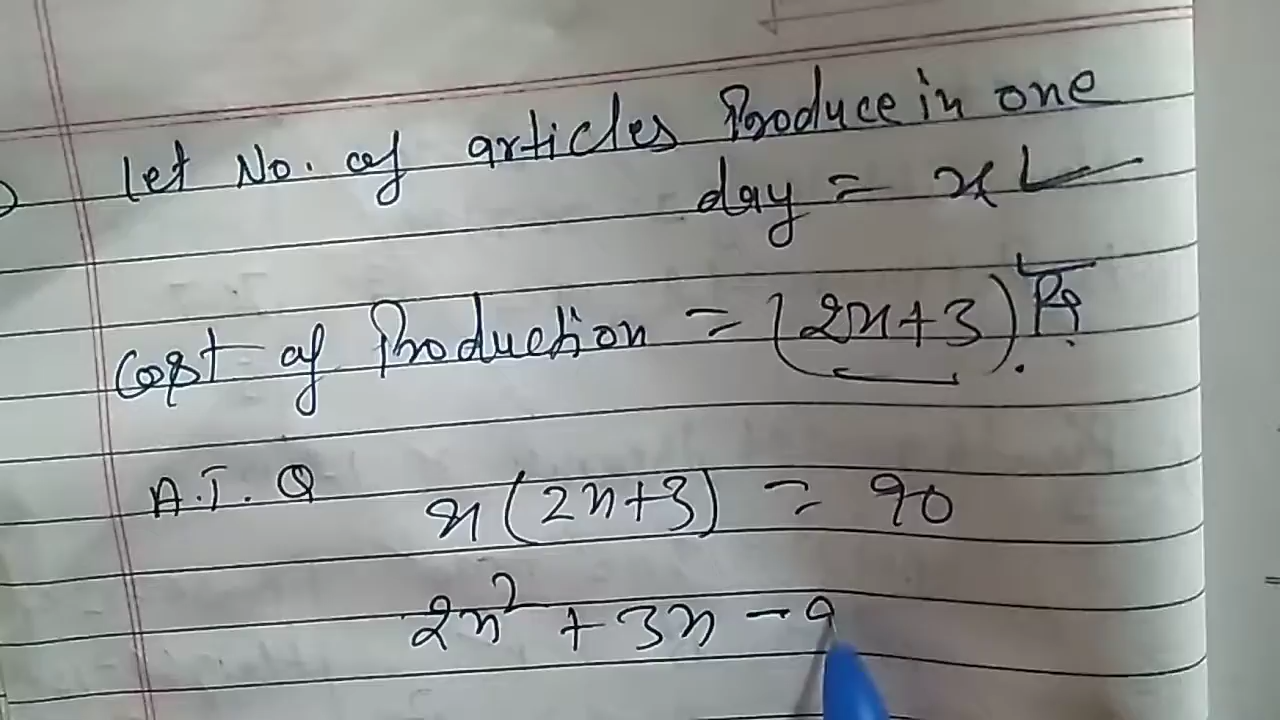 Let No. of articles Produce in one
day = x
Cost of Production = (2x+3) Rs.
A.T.Q x(2x+3) = 90
2x² + 3x - 9